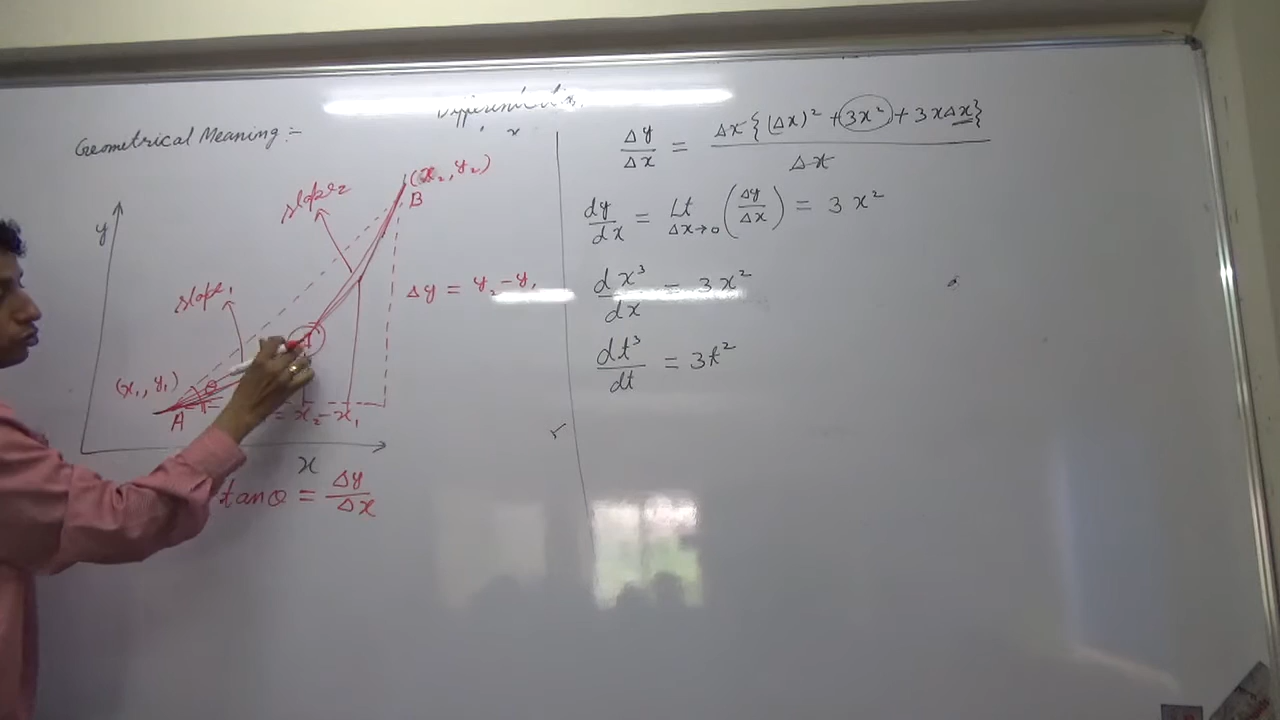 Geometrical Meaning :-
y
slope₂
(x₂, y₂)
B
slope₁
Δy = y₂ - y₁
(x₁, y₁)
θ
A
= x₂ - x₁
x
tanθ = Δy/Δx
Δy/Δx = Δx {(Δx)² + 3x² + 3xΔx}/Δx
dy/dx = Lt Δx→0 (Δy/Δx) = 3x²
dx³/dx = 3x²
dt³/dt = 3t²